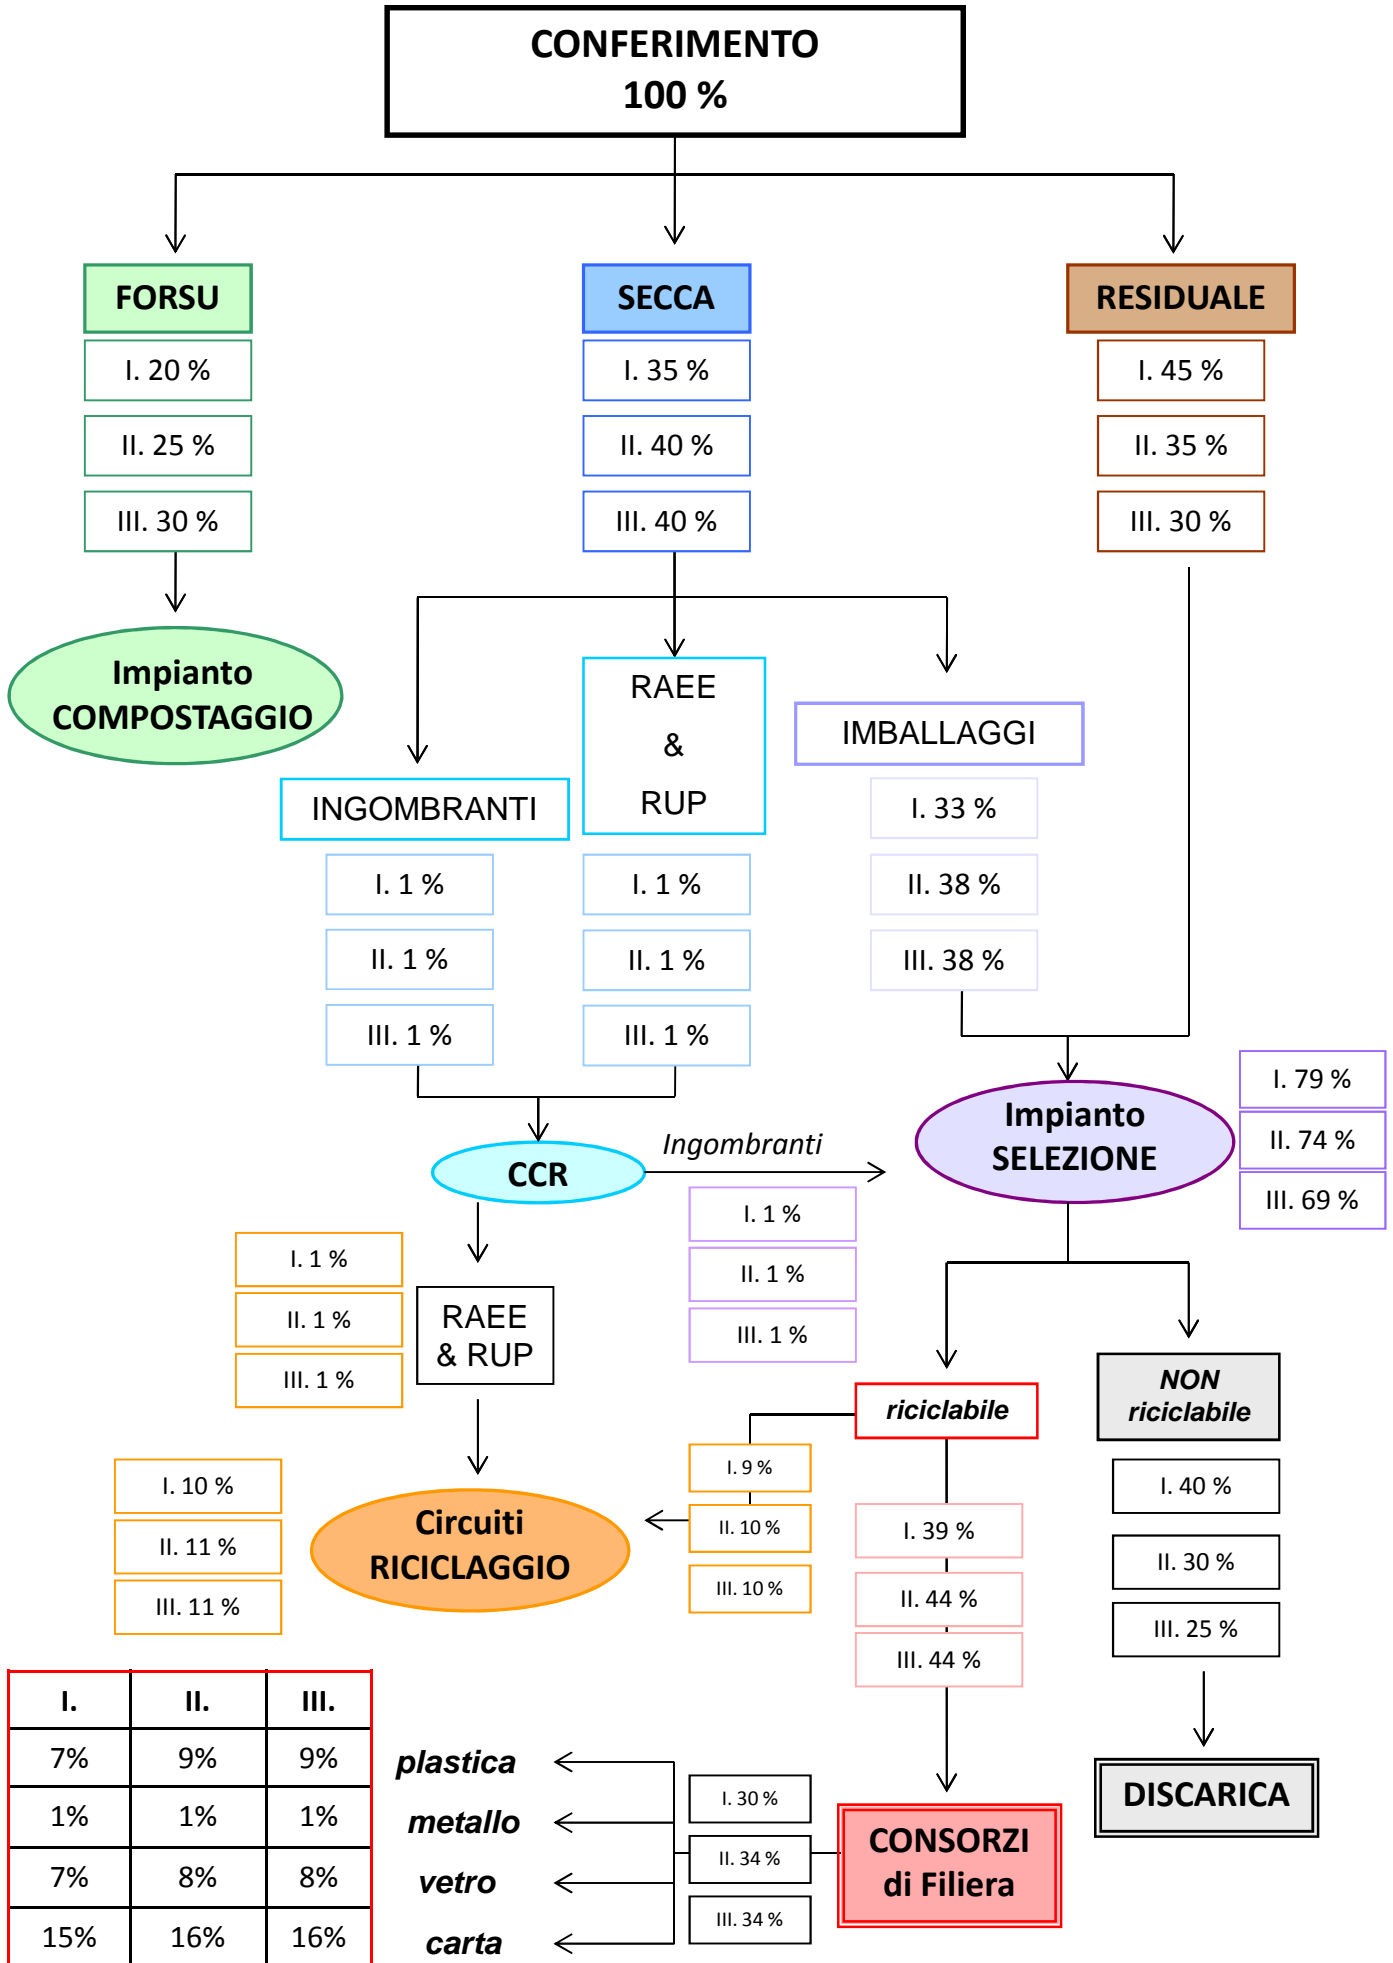 CONFERIMENTO
100 %
FORSU
SECCA
RESIDUALE
I. 20 %
I. 35 %
I. 45 %
II. 25 %
II. 40 %
II. 35 %
III. 30 %
III. 40 %
III. 30 %
Impianto
COMPOSTAGGIO
RAEE
&
RUP
IMBALLAGGI
INGOMBRANTI
I. 33 %
II. 38 %
III. 38 %
I. 1 %
I. 1 %
II. 1 %
II. 1 %
III. 1 %
III. 1 %
Impianto
SELEZIONE
I. 79 %
II. 74 %
III. 69 %
CCR
Ingombranti
I. 1 %
II. 1 %
III. 1 %
I. 1 %
II. 1 %
III. 1 %
RAEE
& RUP
riciclabile
NON
riciclabile
I. 9 %
II. 10 %
III. 10 %
I. 39 %
II. 44 %
III. 44 %
I. 40 %
II. 30 %
III. 25 %
I. 10 %
II. 11 %
III. 11 %
Circuiti
RICICLAGGIO
DISCARICA
CONSORZI
di Filiera
I. 30 %
II. 34 %
III. 34 %
I. II. III.
7% 9% 9% plastica
1% 1% 1% metallo
7% 8% 8% vetro
15% 16% 16% carta